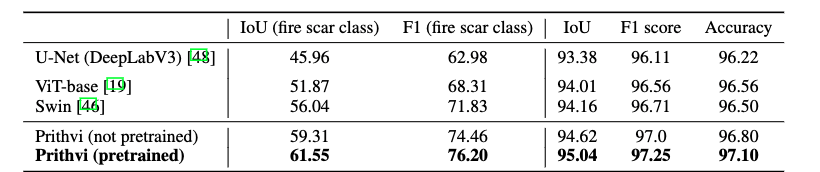 IoU (fire scar class) F1 (fire scar class) IoU F1 score Accuracy
U-Net (DeepLabV3) [48] 45.96 62.98 93.38 96.11 96.22
ViT-base [19] 51.87 68.31 94.01 96.56 96.56
Swin [46] 56.04 71.83 94.16 96.71 96.50
Prithvi (not pretrained) 59.31 74.46 94.62 97.0 96.80
Prithvi (pretrained) 61.55 76.20 95.04 97.25 97.10